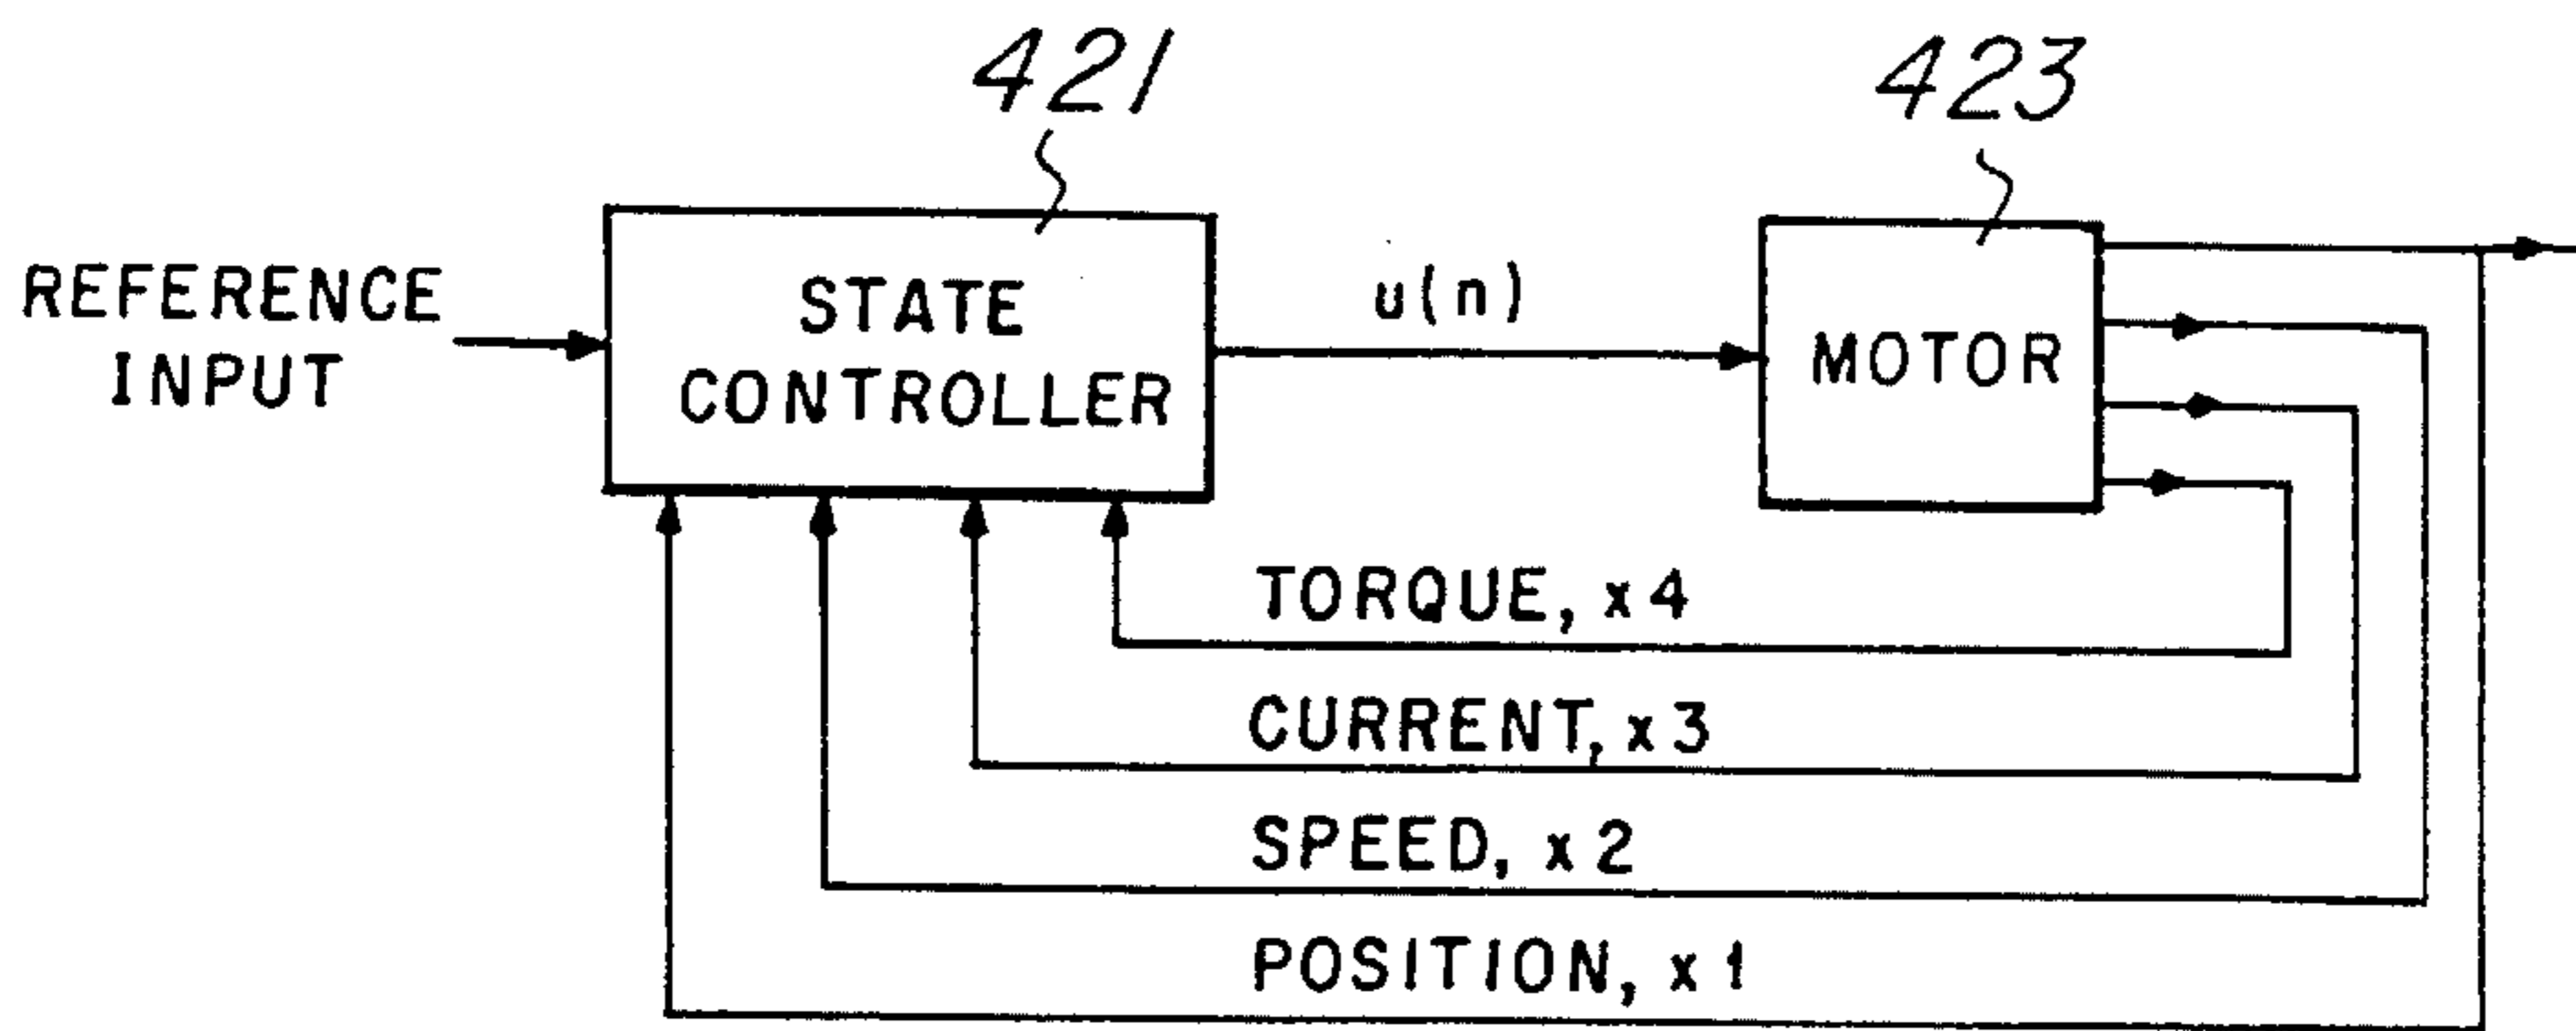 421
423
REFERENCE
INPUT
STATE
CONTROLLER
u(n)
MOTOR
TORQUE, x4
CURRENT, x3
SPEED, x2
POSITION, x1